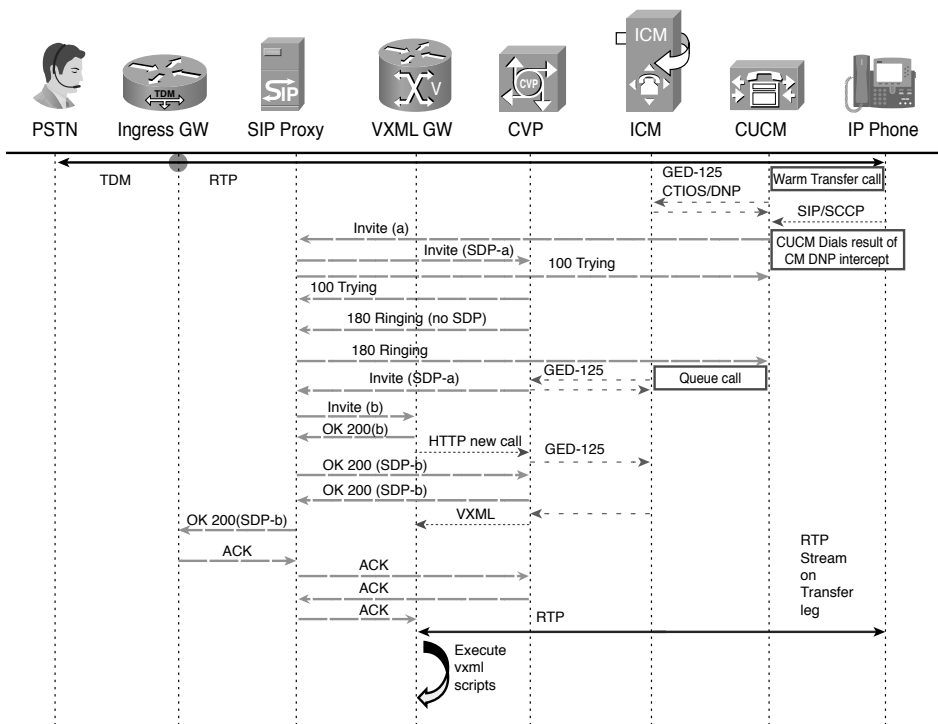 ICM
TDM
SIP
V
CVP
PSTN
Ingress GW
SIP Proxy
VXML GW
CVP
ICM
CUCM
IP Phone
TDM
RTP
GED-125
CTIOS/DNP
Warm Transfer call
SIP/SCCP
Invite (a)
CUCM Dials result of
CM DNP intercept
Invite (SDP-a)
100 Trying
100 Trying
180 Ringing (no SDP)
180 Ringing
GED-125
Queue call
Invite (SDP-a)
Invite (b)
OK 200(b)
HTTP new call
GED-125
OK 200 (SDP-b)
OK 200 (SDP-b)
VXML
OK 200(SDP-b)
ACK
RTP
Stream
on
Transfer
leg
ACK
ACK
ACK
RTP
Execute
vxml
scripts